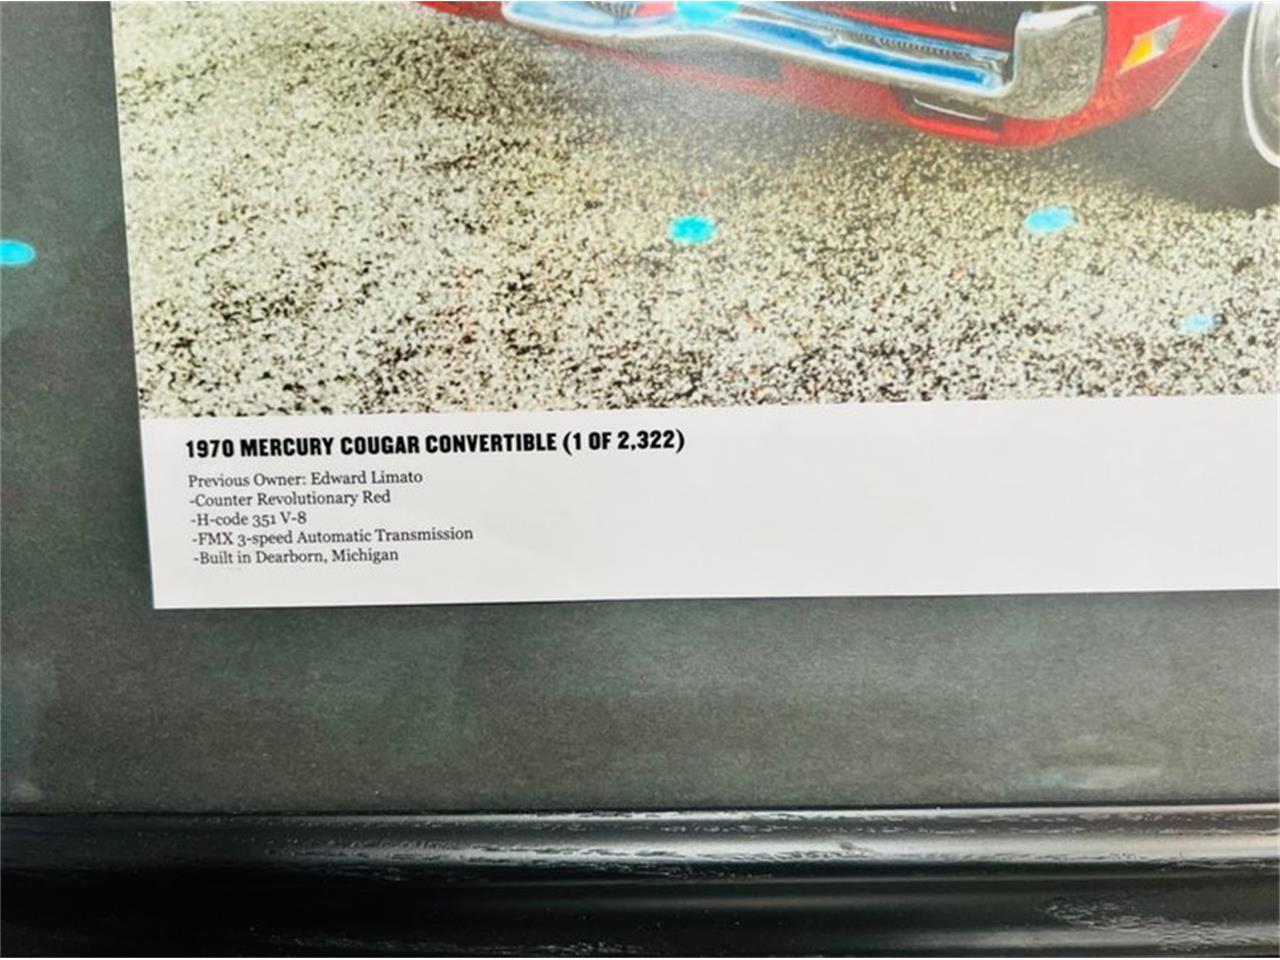 1970 MERCURY COUGAR CONVERTIBLE (1 OF 2,322)
Previous Owner: Edward Limato
-Counter Revolutionary Red
-H-code 351 V-8
-FMX 3-speed Automatic Transmission
-Built in Dearborn, Michigan